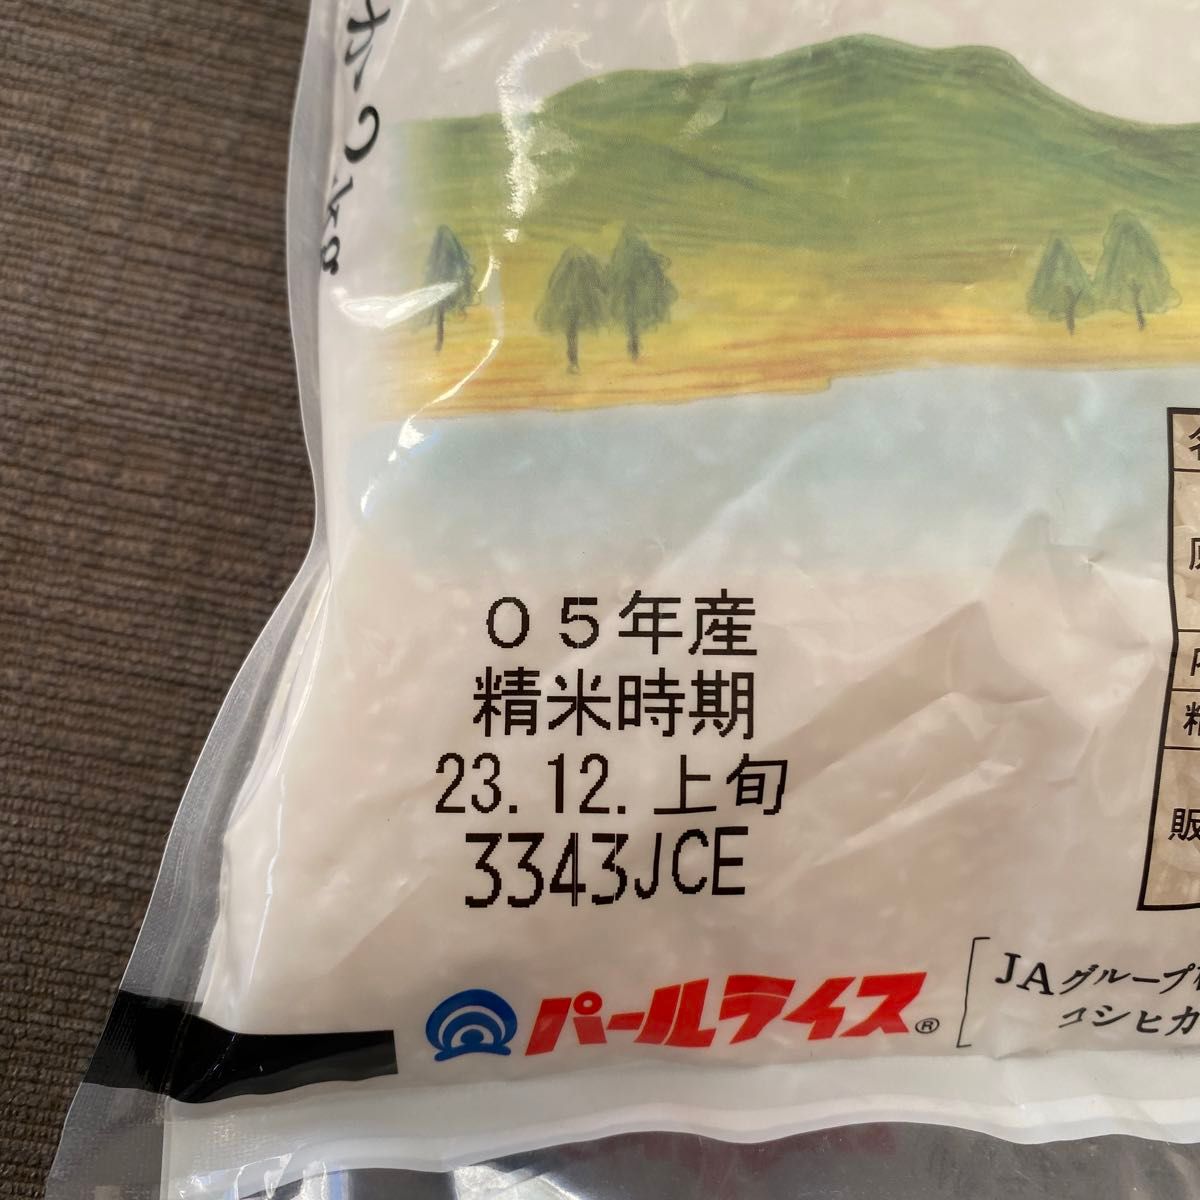 ０５年産
精米時期
23.12.上旬
3343JCE
パールライス®
JAグループ
コシヒカ
販